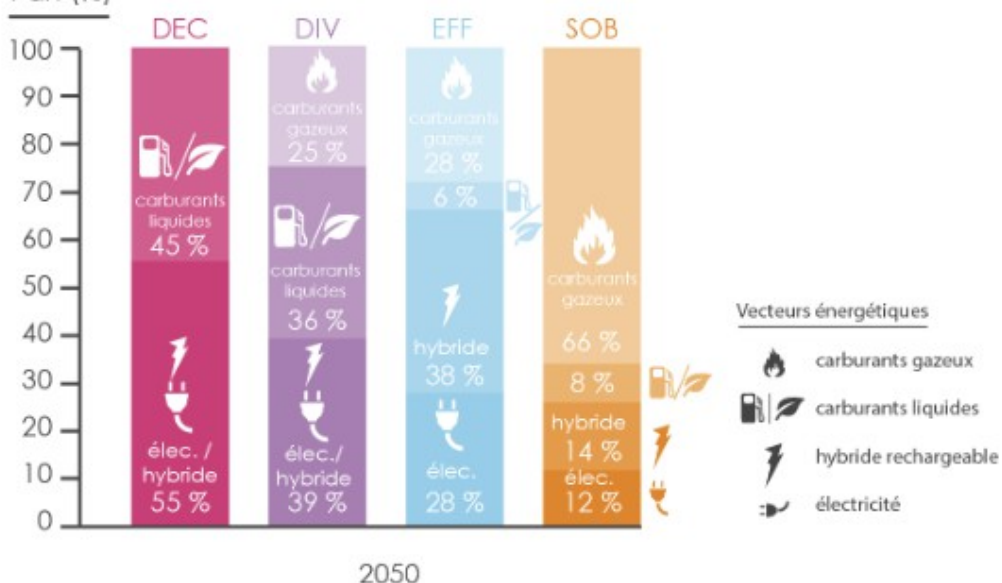 DEC DIV EFF SOB
100
90
80
70
60
50
40
30
20
10
0
carburants
liquides
45 %
élec. /
hybride
55 %
carburants
gazeux
25 %
carburants
liquides
36 %
élec./
hybride
39 %
carburants
gazeux
28 %
6 %
hybride
38 %
élec.
28 %
carburants
gazeux
66 %
8 %
hybride
14 %
élec.
12 %
2050
Vecteurs énergétiques
carburants gazeux
carburants liquides
hybride rechargeable
électricité